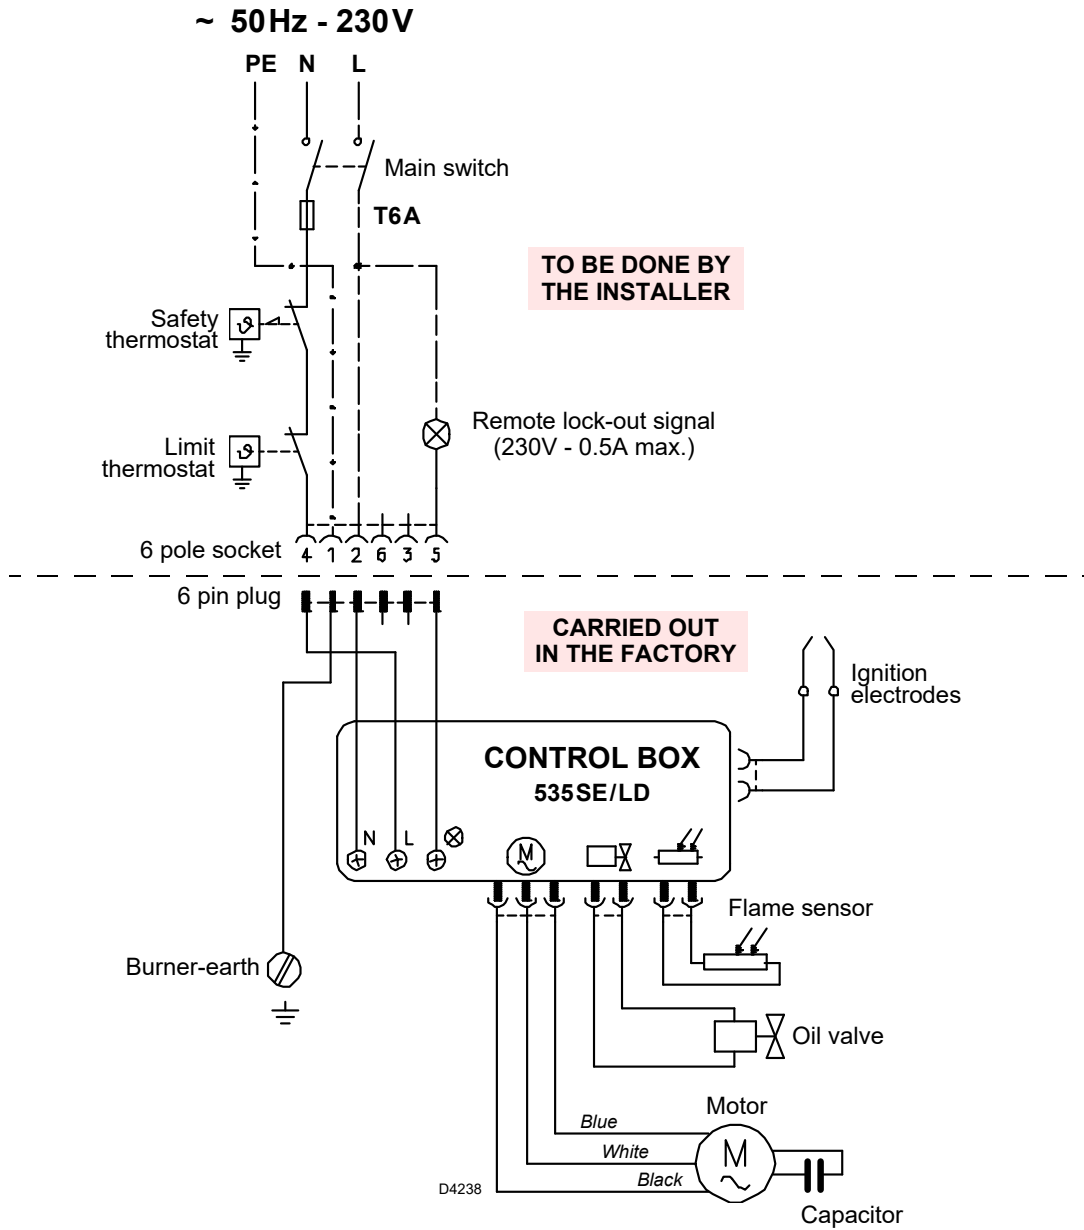 ~ 50Hz - 230V
PE N L
Main switch
T6A
TO BE DONE BY
THE INSTALLER
Safety
thermostat
Remote lock-out signal
(230V - 0.5A max.)
Limit
thermostat
6 pole socket
4 1 2 6 3 5
6 pin plug
CARRIED OUT
IN THE FACTORY
Ignition
electrodes
CONTROL BOX
535SE/LD
N L
M
Flame sensor
Burner-earth
Oil valve
Motor
Blue
White
Black
M
D4238
Capacitor